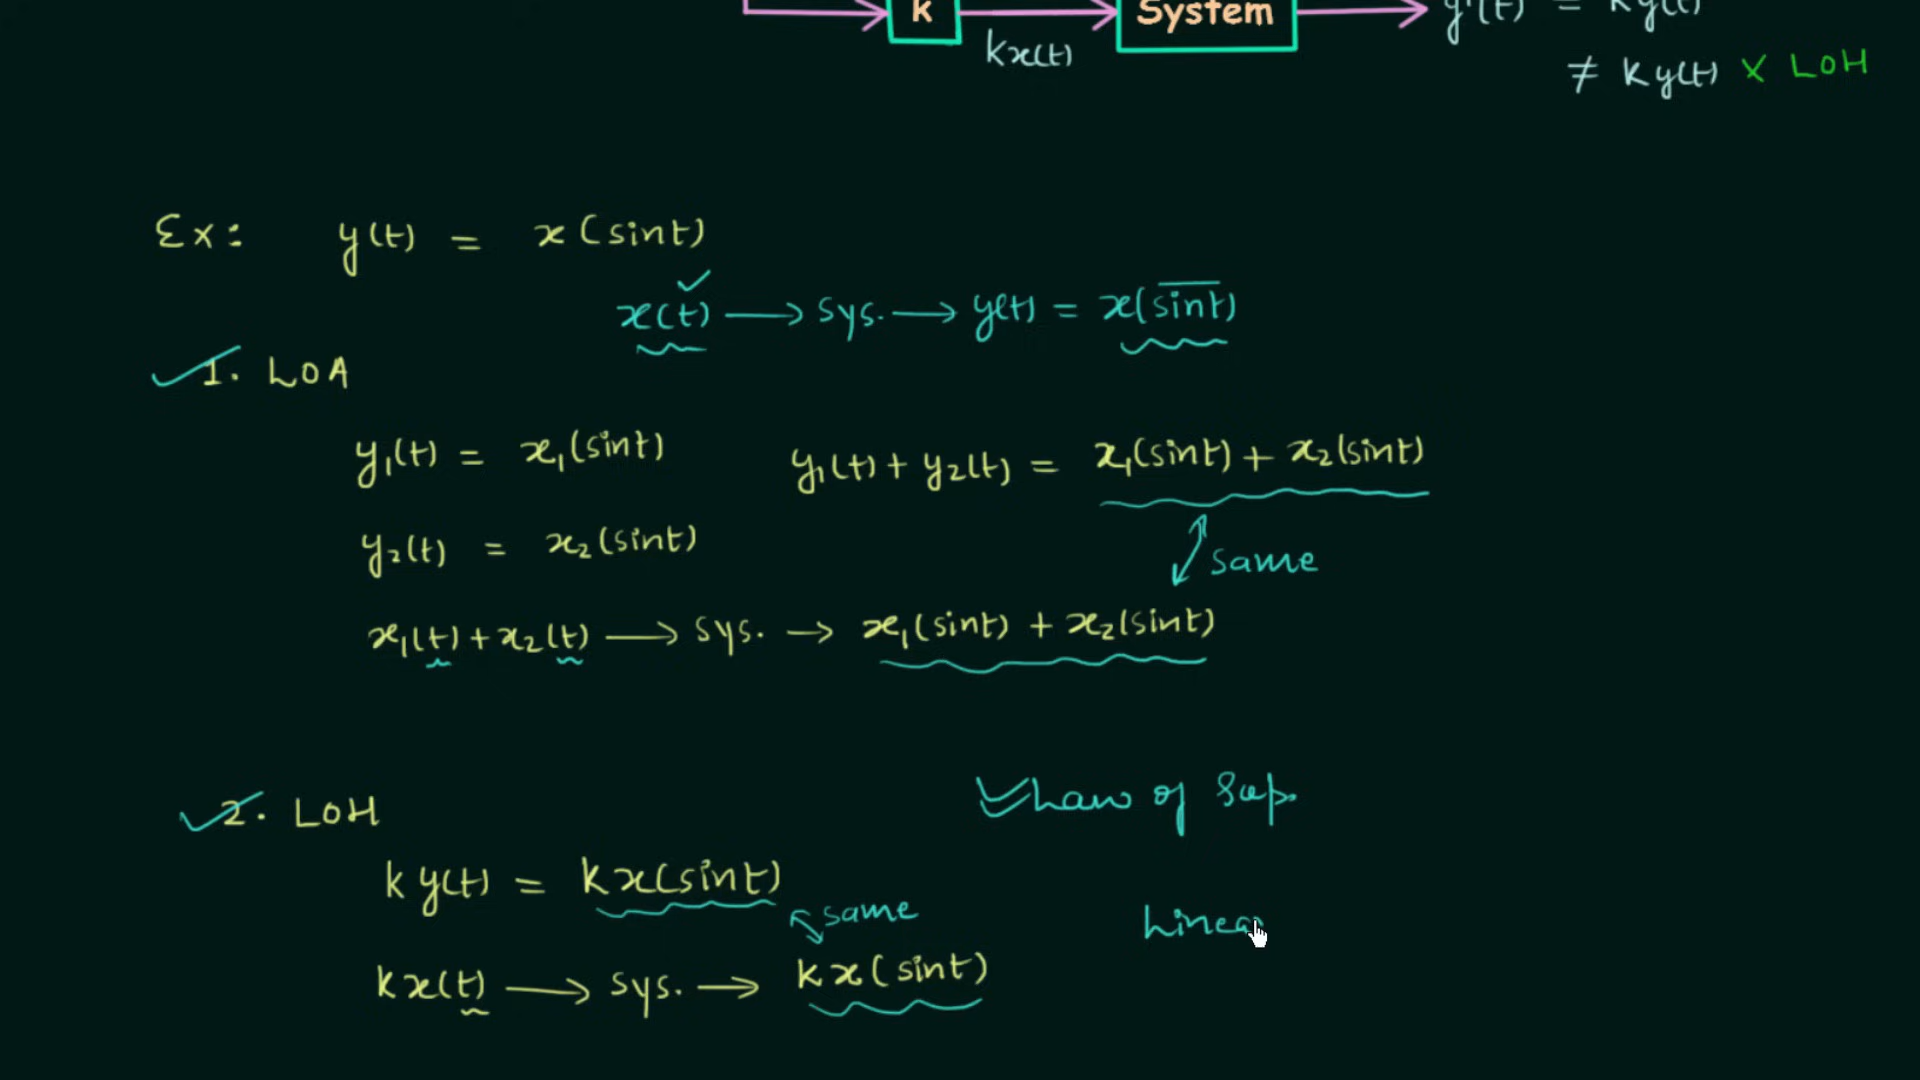 k System y'(t) = ky(t)
kx(t)
≠ ky(t) × LOH
Ex: y(t) = x(sint)
x(t) → sys. → y(t) = x(sint)
1. LOA
y₁(t) = x₁(sint) y₁(t) + y₂(t) = x₁(sint) + x₂(sint)
y₂(t) = x₂(sint)
same
x₁(t) + x₂(t) → sys. → x₁(sint) + x₂(sint)
Law of Sup.
2. LOH
ky(t) = kx(sint)
same
Linear
kx(t) → sys. → kx(sint)